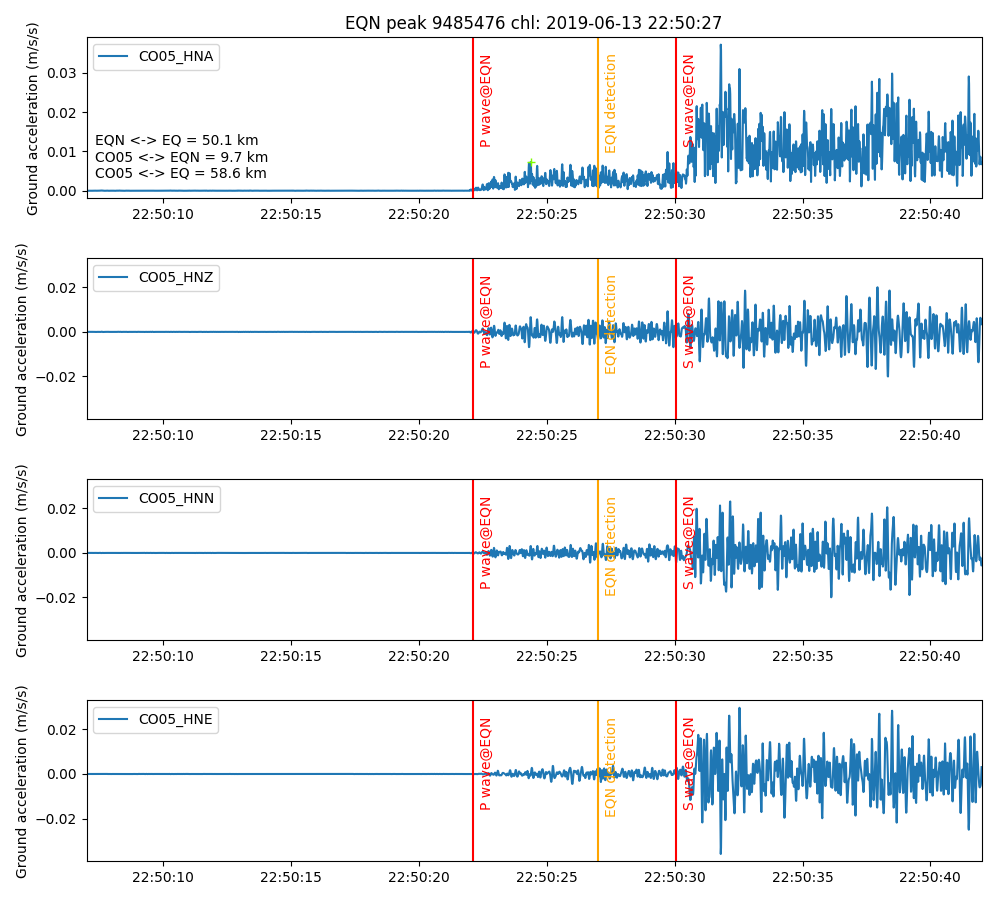 EQN peak 9485476 chl: 2019-06-13 22:50:27
Ground acceleration (m/s/s)
0.03
0.02
0.01
0.00
CO05_HNA
EQN <-> EQ = 50.1 km
CO05 <-> EQN = 9.7 km
CO05 <-> EQ = 58.6 km
P wave@EQN
EQN detection
S wave@EQN
22:50:10 22:50:15 22:50:20 22:50:25 22:50:30 22:50:35 22:50:40
Ground acceleration (m/s/s)
0.02
0.00
−0.02
CO05_HNZ
P wave@EQN
EQN detection
S wave@EQN
22:50:10 22:50:15 22:50:20 22:50:25 22:50:30 22:50:35 22:50:40
Ground acceleration (m/s/s)
0.02
0.00
−0.02
CO05_HNN
P wave@EQN
EQN detection
S wave@EQN
22:50:10 22:50:15 22:50:20 22:50:25 22:50:30 22:50:35 22:50:40
Ground acceleration (m/s/s)
0.02
0.00
−0.02
CO05_HNE
P wave@EQN
EQN detection
S wave@EQN
22:50:10 22:50:15 22:50:20 22:50:25 22:50:30 22:50:35 22:50:40